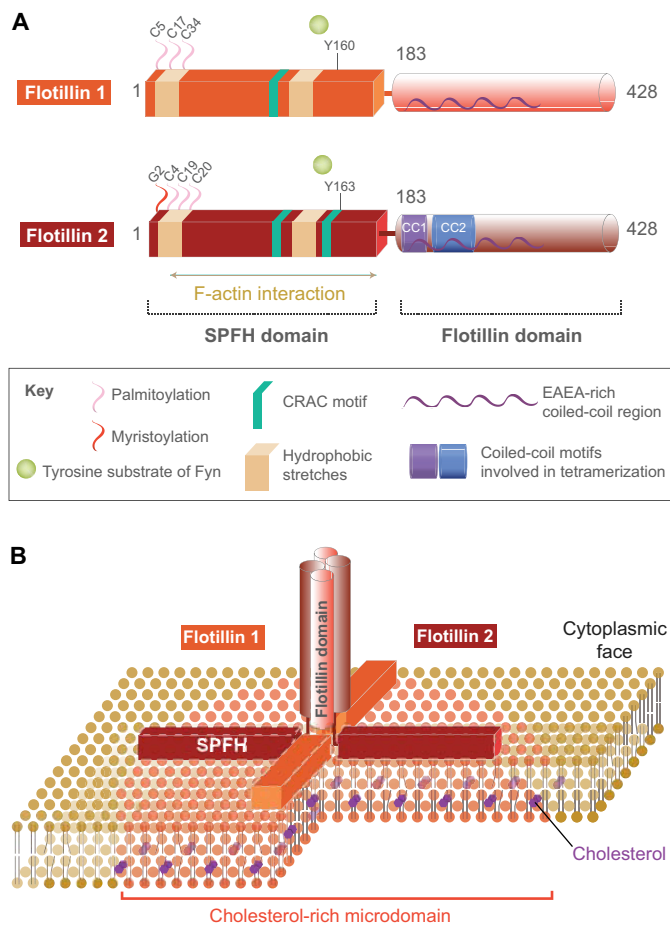 A
C5
C17
C34
Y160
183
Flotillin 1
1
428
G2
C4
C19
C20
Y163
183
Flotillin 2
1
CC1
CC2
428
F-actin interaction
SPFH domain
Flotillin domain
Key
Palmitoylation
Myristoylation
Tyrosine substrate of Fyn
CRAC motif
Hydrophobic
stretches
EAEA-rich
coiled-coil region
Coiled-coil motifs
involved in tetramerization
B
Flotillin 1
Flotillin domain
Flotillin 2
Cytoplasmic
face
SPFH
Cholesterol
Cholesterol-rich microdomain